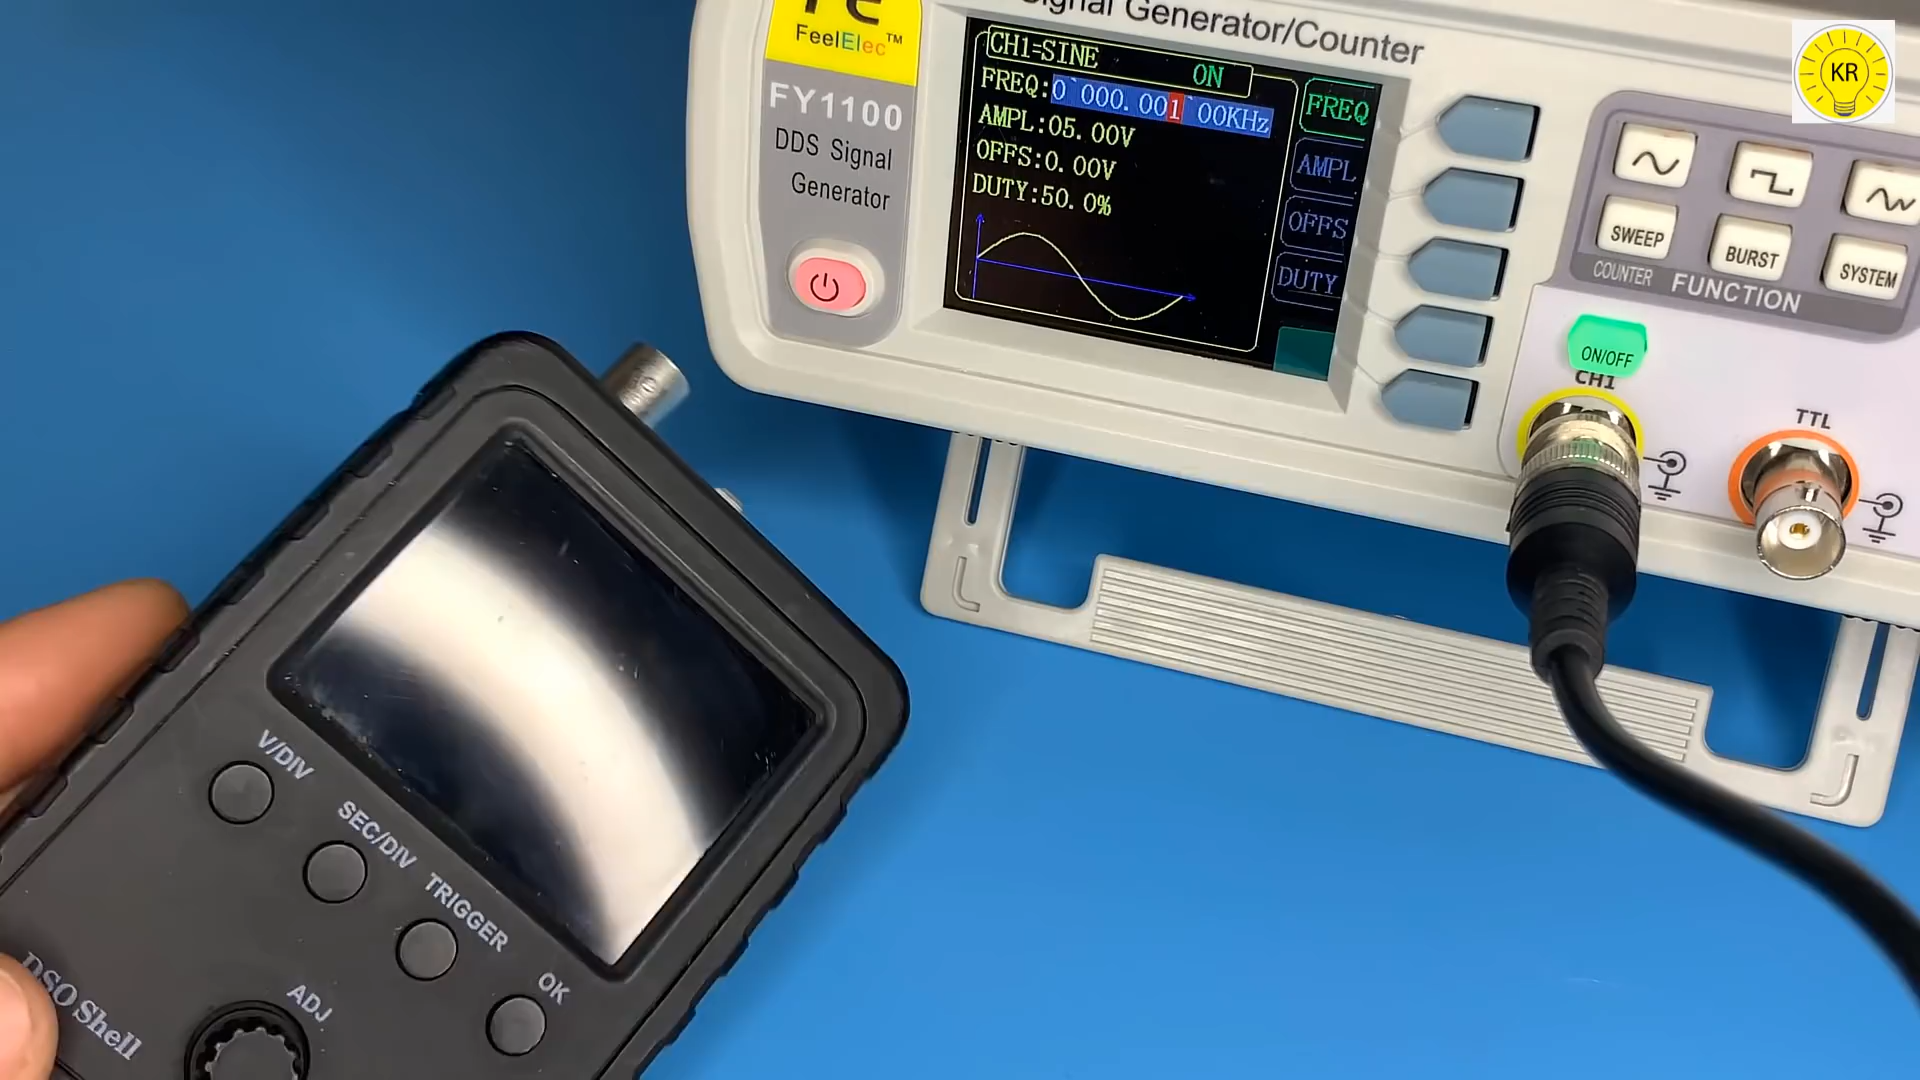 Signal Generator/Counter
FeelElec™
FY1100
DDS Signal
Generator
CH1=SINE
ON
FREQ:0`000.001`00KHz
AMPL:05.00V
OFFS:0.00V
DUTY:50.0%
FREQ
AMPL
OFFS
DUTY
SWEEP
BURST
SYSTEM
COUNTER
FUNCTION
ON/OFF
CH1
TTL
KR
V/DIV
SEC/DIV
TRIGGER
OK
ADJ
DSO Shell